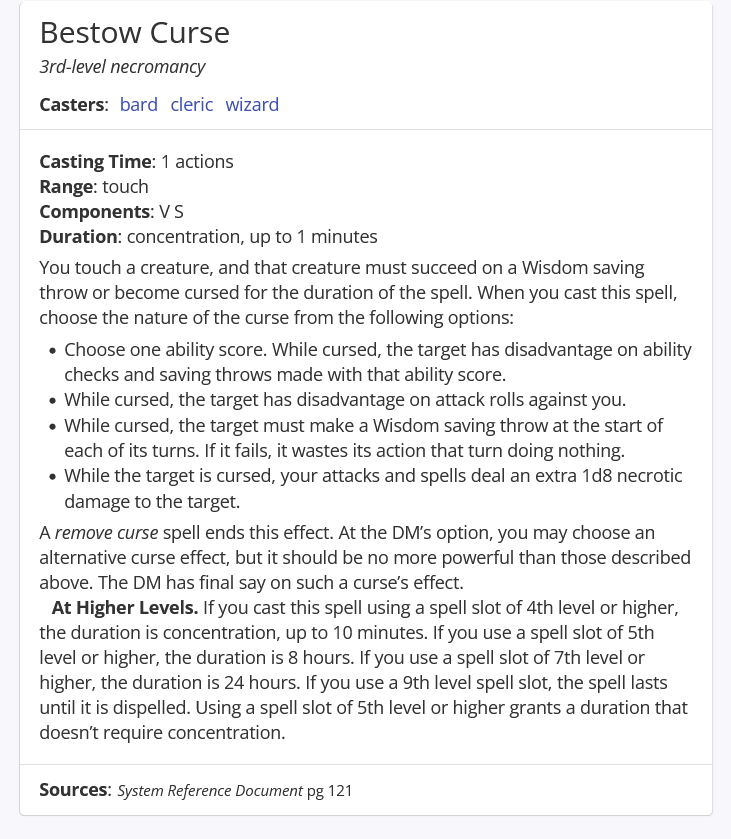 Bestow Curse
3rd-level necromancy
Casters: bard cleric wizard
Casting Time: 1 actions
Range: touch
Components: V S
Duration: concentration, up to 1 minutes
You touch a creature, and that creature must succeed on a Wisdom saving
throw or become cursed for the duration of the spell. When you cast this spell,
choose the nature of the curse from the following options:
• Choose one ability score. While cursed, the target has disadvantage on ability
checks and saving throws made with that ability score.
• While cursed, the target has disadvantage on attack rolls against you.
• While cursed, the target must make a Wisdom saving throw at the start of
each of its turns. If it fails, it wastes its action that turn doing nothing.
• While the target is cursed, your attacks and spells deal an extra 1d8 necrotic
damage to the target.
A remove curse spell ends this effect. At the DM’s option, you may choose an
alternative curse effect, but it should be no more powerful than those described
above. The DM has final say on such a curse’s effect.
At Higher Levels. If you cast this spell using a spell slot of 4th level or higher,
the duration is concentration, up to 10 minutes. If you use a spell slot of 5th
level or higher, the duration is 8 hours. If you use a spell slot of 7th level or
higher, the duration is 24 hours. If you use a 9th level spell slot, the spell lasts
until it is dispelled. Using a spell slot of 5th level or higher grants a duration that
doesn’t require concentration.
Sources: System Reference Document pg 121